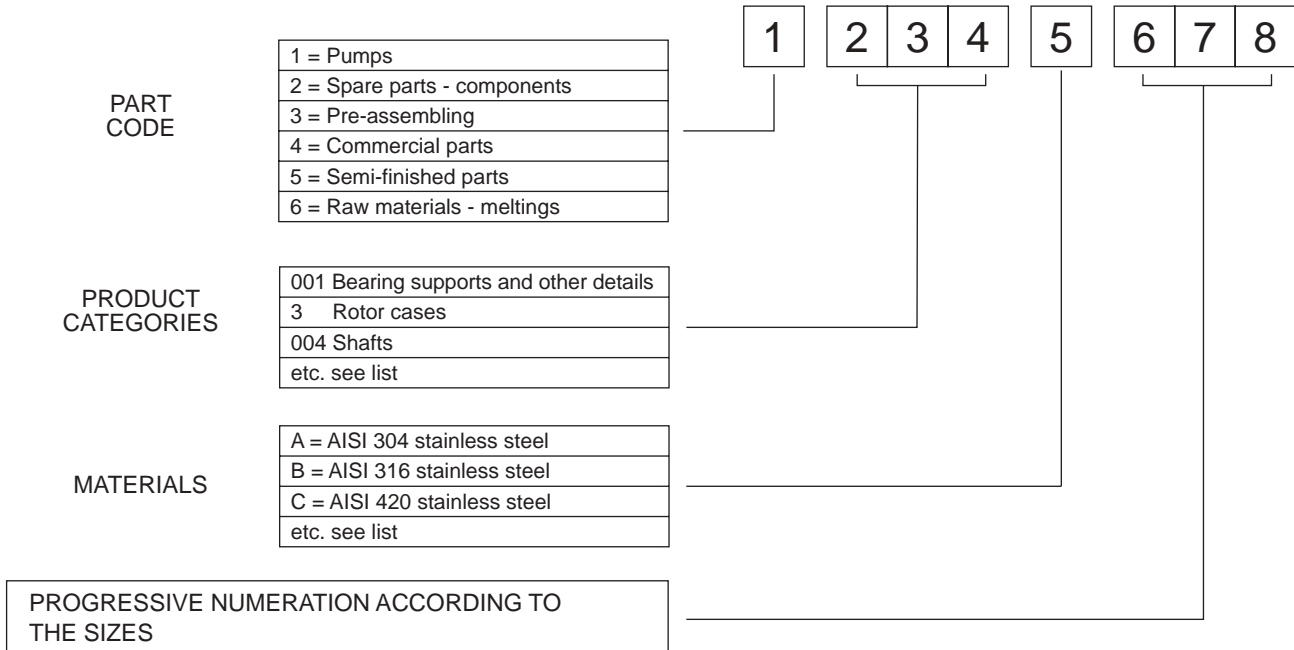 1 2 3 4 5 6 7 8
PART
CODE
1 = Pumps
2 = Spare parts - components
3 = Pre-assembling
4 = Commercial parts
5 = Semi-finished parts
6 = Raw materials - meltings
PRODUCT
CATEGORIES
001 Bearing supports and other details
3 Rotor cases
004 Shafts
etc. see list
MATERIALS
A = AISI 304 stainless steel
B = AISI 316 stainless steel
C = AISI 420 stainless steel
etc. see list
PROGRESSIVE NUMERATION ACCORDING TO
THE SIZES